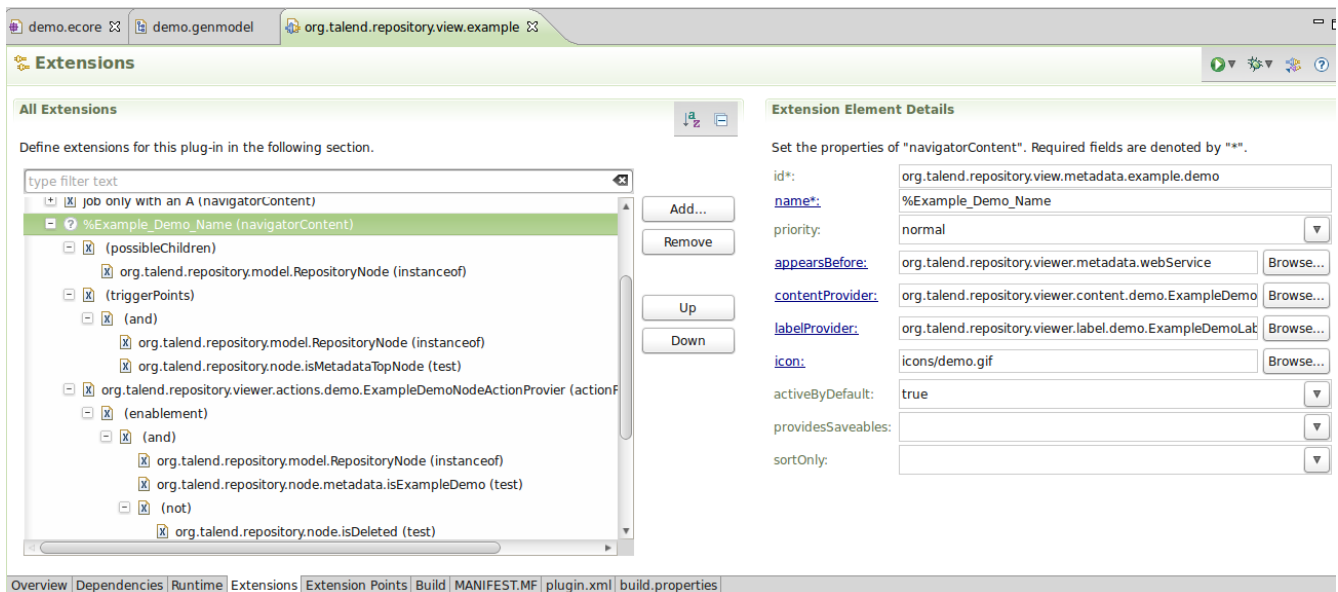 demo.ecore
demo.genmodel
org.talend.repository.view.example
Extensions
All Extensions
Define extensions for this plug-in in the following section.
type filter text
job only with an A (navigatorContent)
%Example_Demo_Name (navigatorContent)
(possibleChildren)
org.talend.repository.model.RepositoryNode (instanceof)
(triggerPoints)
(and)
org.talend.repository.model.RepositoryNode (instanceof)
org.talend.repository.node.isMetadataTopNode (test)
org.talend.repository.viewer.actions.demo.ExampleDemoNodeActionProvier (actionP
(enablement)
(and)
org.talend.repository.model.RepositoryNode (instanceof)
org.talend.repository.node.metadata.isExampleDemo (test)
(not)
org.talend.repository.node.isDeleted (test)
Add...
Remove
Up
Down
Extension Element Details
Set the properties of "navigatorContent". Required fields are denoted by "*".
id*: org.talend.repository.view.metadata.example.demo
name*: %Example_Demo_Name
priority: normal
appearsBefore: org.talend.repository.viewer.metadata.webService Browse...
contentProvider: org.talend.repository.viewer.content.demo.ExampleDemo Browse...
labelProvider: org.talend.repository.viewer.label.demo.ExampleDemoLab Browse...
icon: icons/demo.gif Browse...
activeByDefault: true
providesSaveables:
sortOnly:
Overview Dependencies Runtime Extensions Extension Points Build MANIFEST.MF plugin.xml build.properties